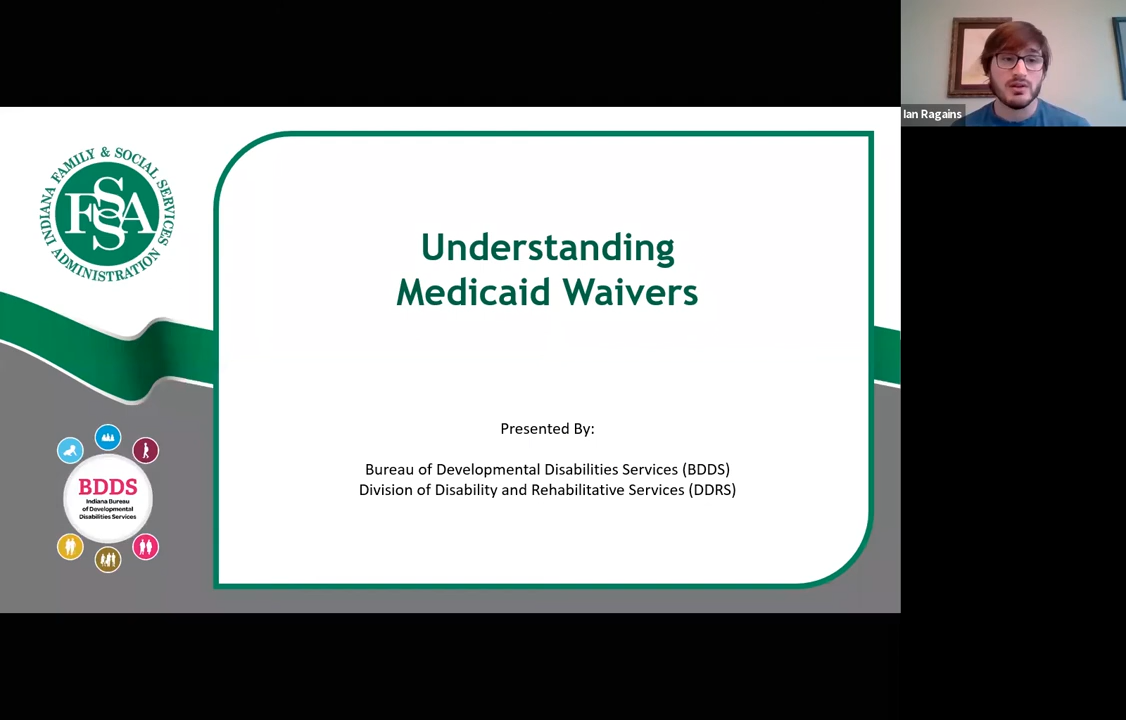 Ian Ragains
INDIANA FAMILY & SOCIAL SERVICES ADMINISTRATION
FSSA
Understanding
Medicaid Waivers
Presented By:
Bureau of Developmental Disabilities Services (BDDS)
Division of Disability and Rehabilitative Services (DDRS)
BDDS
Indiana Bureau
of Developmental
Disabilities Services